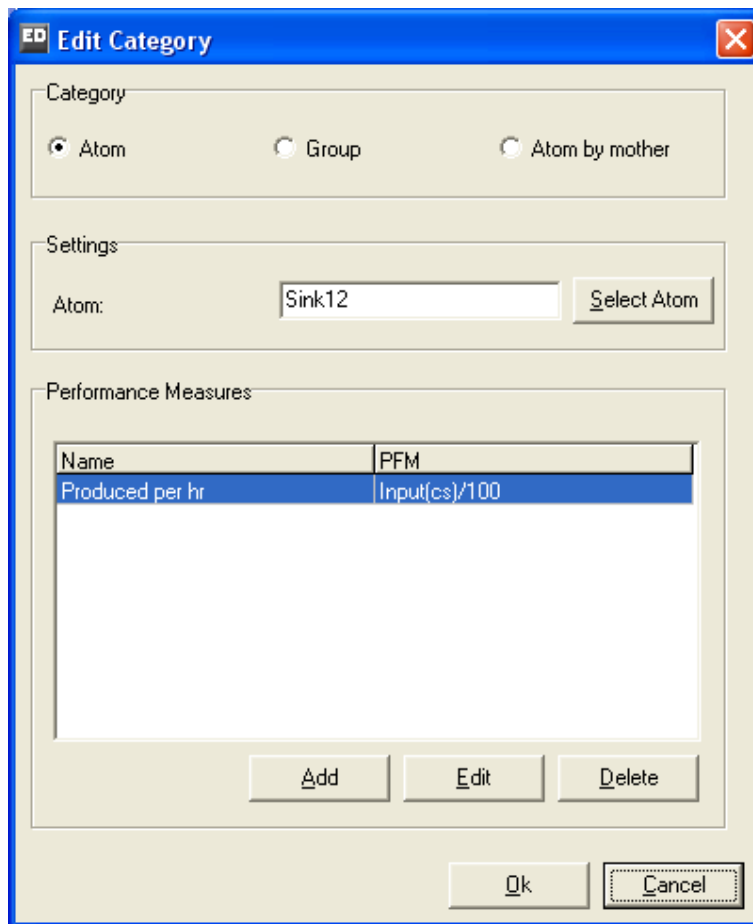 ED Edit Category
Category
Atom Group Atom by mother
Settings
Atom: Sink12 Select Atom
Performance Measures
Name PFM
Produced per hr Input(cs)/100
Add Edit Delete
Ok Cancel